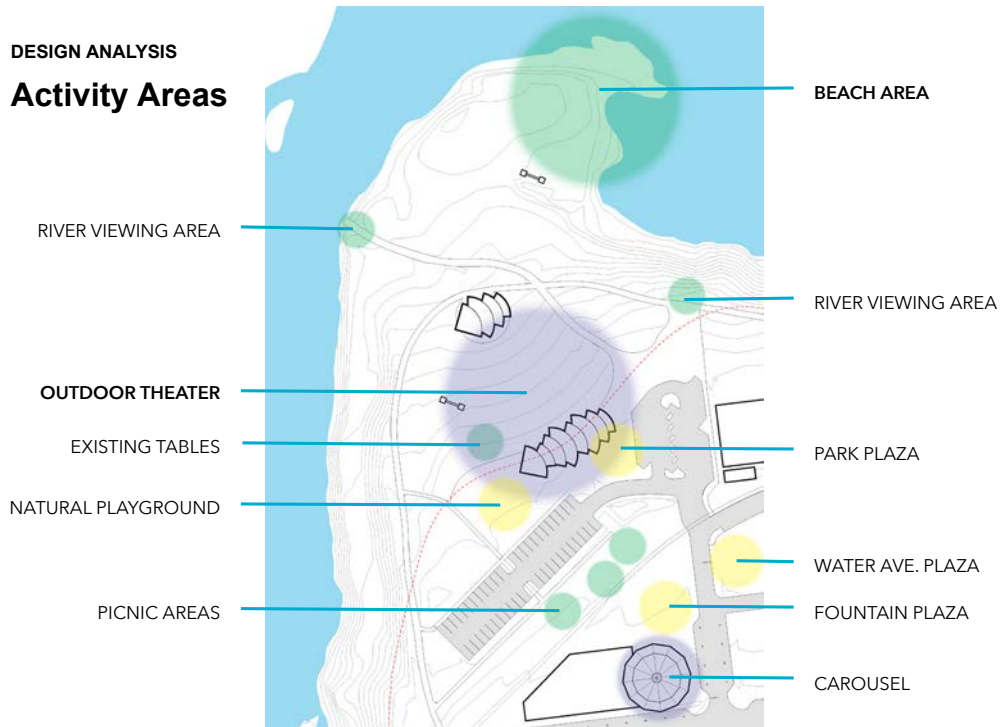 DESIGN ANALYSIS
Activity Areas
BEACH AREA
RIVER VIEWING AREA
RIVER VIEWING AREA
OUTDOOR THEATER
EXISTING TABLES
PARK PLAZA
NATURAL PLAYGROUND
WATER AVE. PLAZA
PICNIC AREAS
FOUNTAIN PLAZA
CAROUSEL